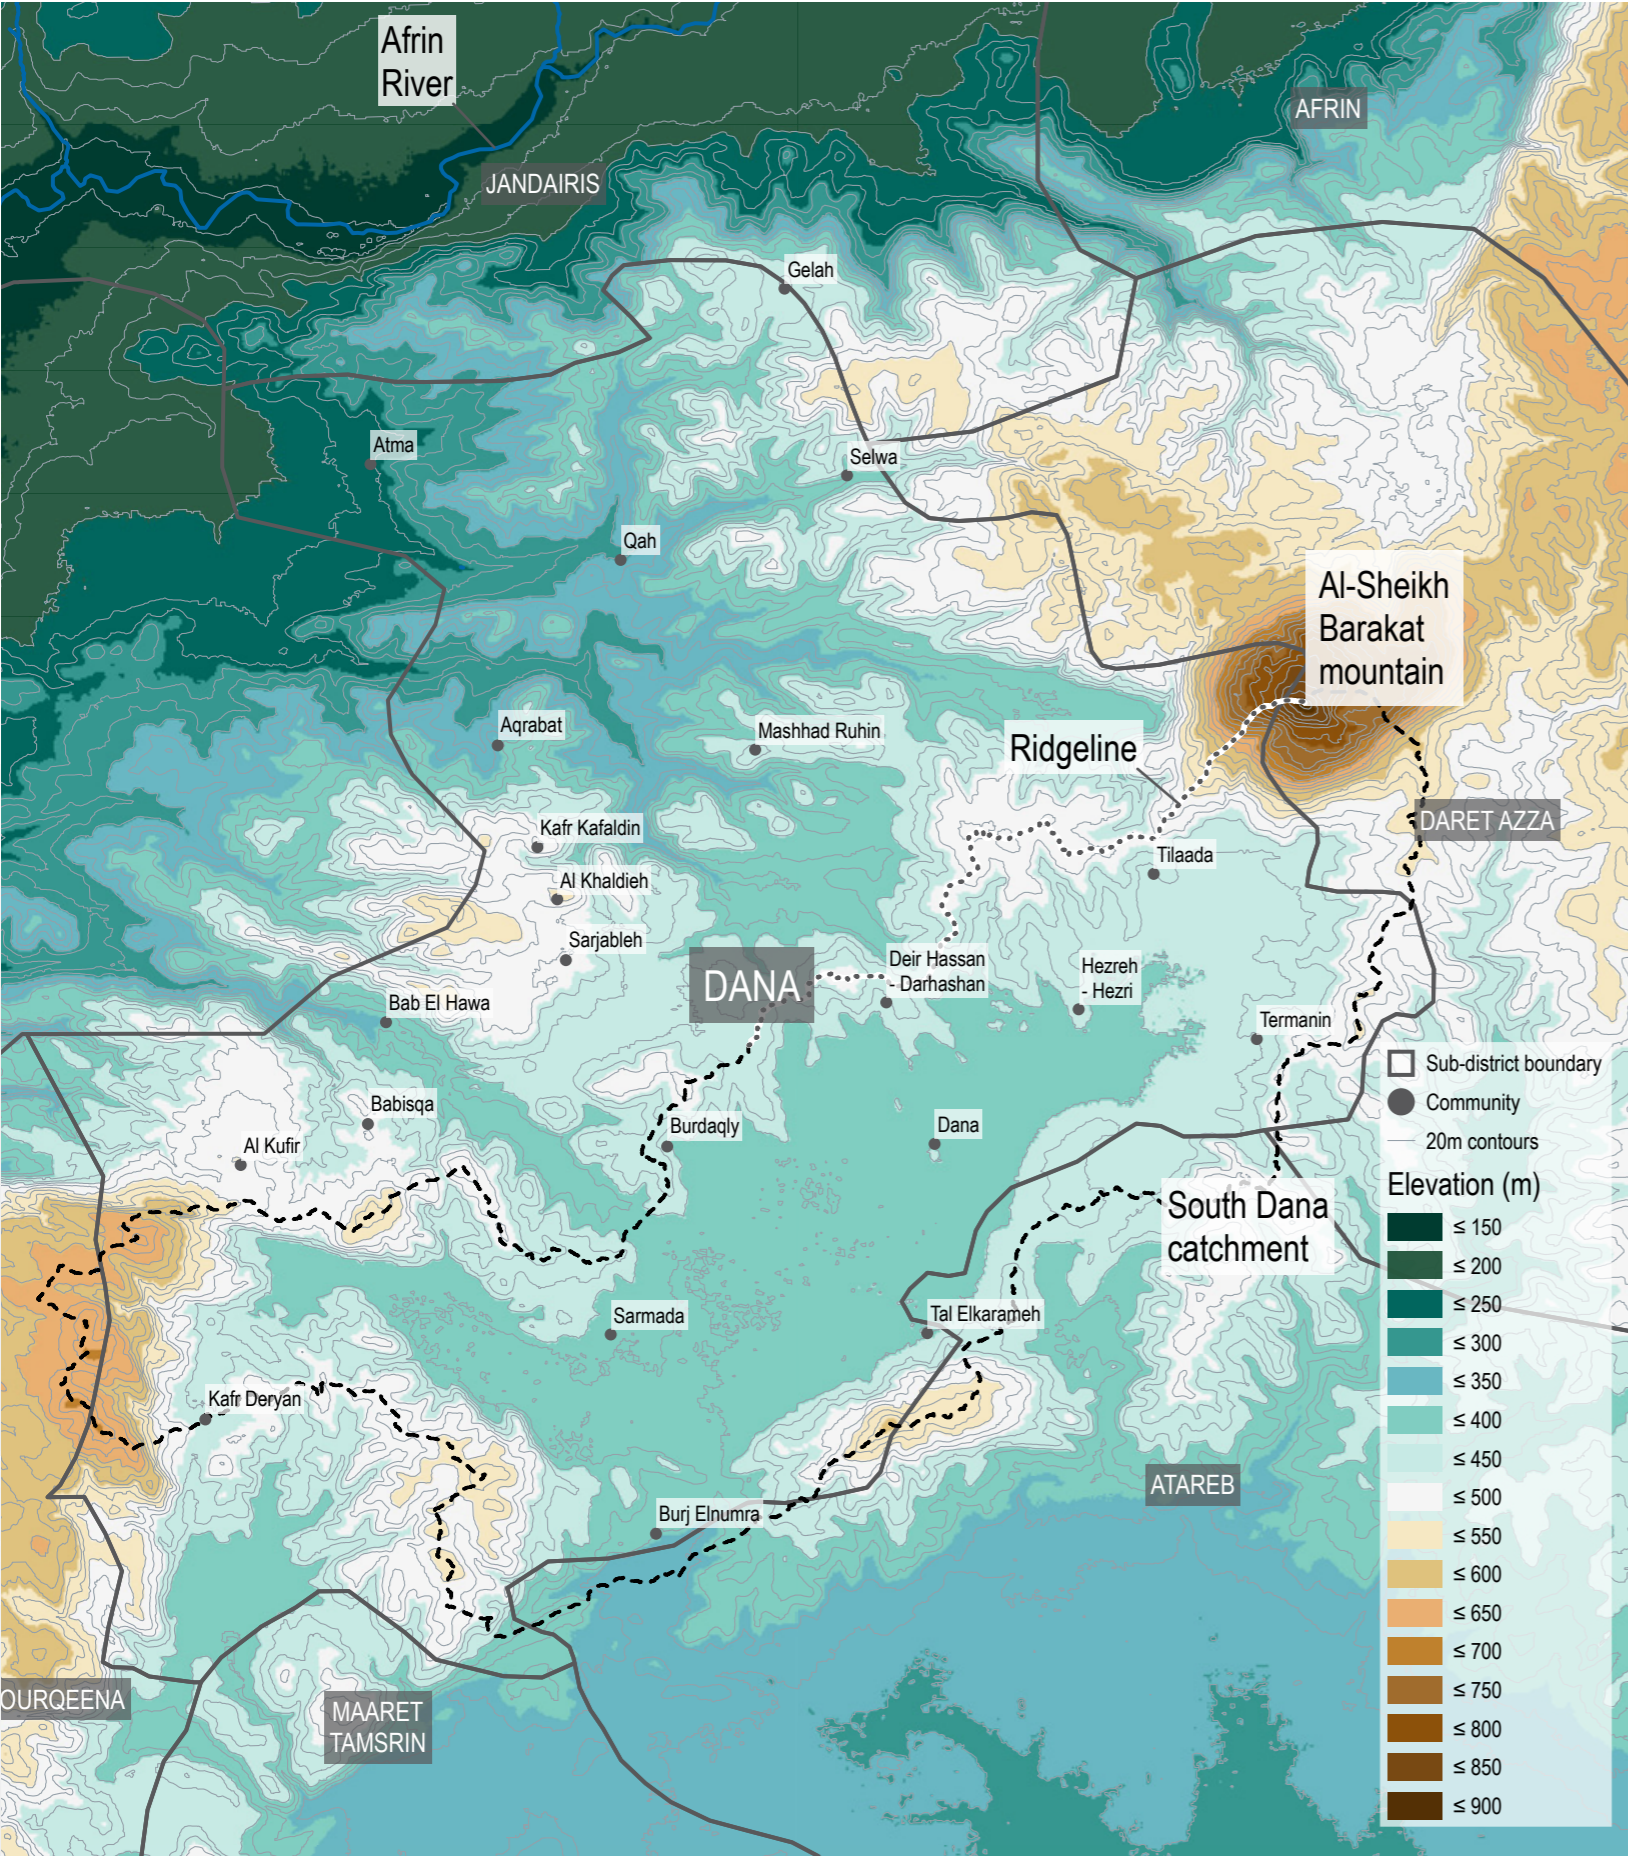 Afrin
River
AFRIN
JANDAIRIS
Gelah
Atma
Selwa
Qah
Al-Sheikh
Barakat
mountain
Aqrabat
Mashhad Ruhin
Ridgeline
Kafr Kafaldin
DARET AZZA
Tilaada
Al Khaldieh
Sarjableh
DANA
Deir Hassan
- Darhashan
Hezreh
- Hezri
Bab El Hawa
Termanin
Babisqa
Burdaqly
Dana
Al Kufir
South Dana
catchment
Sarmada
Tal Elkarameh
Kafr Deryan
ATAREB
Burj Elnumra
OURQEENA
MAARET
TAMSRIN
Sub-district boundary
Community
20m contours
Elevation (m)
≤ 150
≤ 200
≤ 250
≤ 300
≤ 350
≤ 400
≤ 450
≤ 500
≤ 550
≤ 600
≤ 650
≤ 700
≤ 750
≤ 800
≤ 850
≤ 900